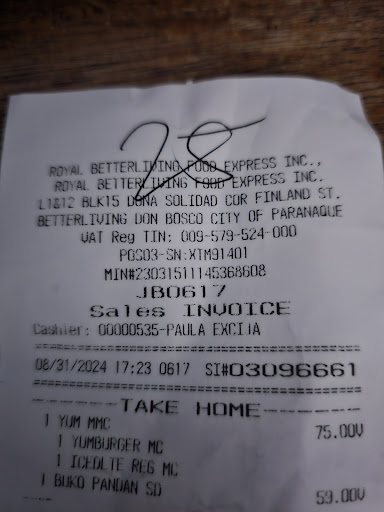 28
ROYAL BETTERLIVING FOOD EXPRESS INC.,
ROYAL BETTERLIVING FOOD EXPRESS INC.
L1&12 BLK15 DONA SOLIDAD COR FINLAND ST.
BETTERLIVING DON BOSCO CITY OF PARANAQUE
VAT Reg TIN: 009-579-524-000
POS03-SN:XTM91401
MIN#23031511145368608
JB0617
Sales INVOICE
Cashier: 00000535-PAULA EXCIJA
08/31/2024 17:23 0617 SI#03096661
TAKE HOME
1 YUM MMC 75.00V
1 YUMBURGER MC
1 ICEDLTE REG MC
1 BUKO PANDAN SD 59.00V